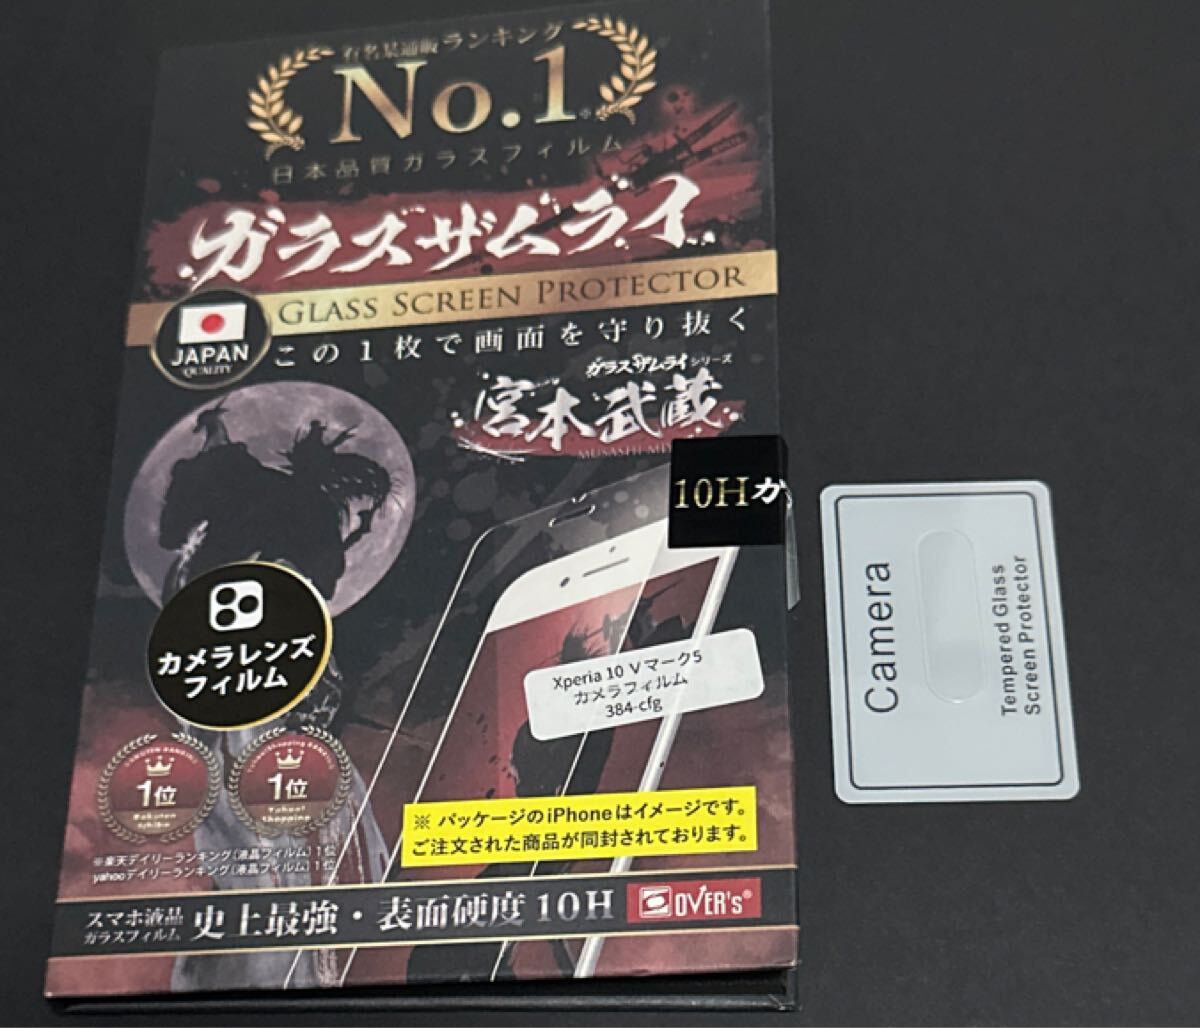 有名某通販ランキング
No.1
日本品質ガラスフィルム
ガラスザムライ
GLASS SCREEN PROTECTOR
JAPAN
QUALITY
この1枚で画面を守り抜く
ガラスザムライシリーズ
宮本武蔵
10Hガ
カメラレンズ
フィルム
Xperia 10 V マーク5
カメラフィルム
384-cfg
1位
Rakuten
Ichiba
1位
Yahoo!
Shopping
※ パッケージのiPhoneはイメージです。
ご注文された商品が同封されております。
※楽天デイリーランキング(液晶フィルム)1位
yahooデイリーランキング(液晶フィルム)1位
スマホ液晶
ガラスフィルム
史上最強・表面硬度10H
OVER's®
Camera
Tempered Glass
Screen Protector